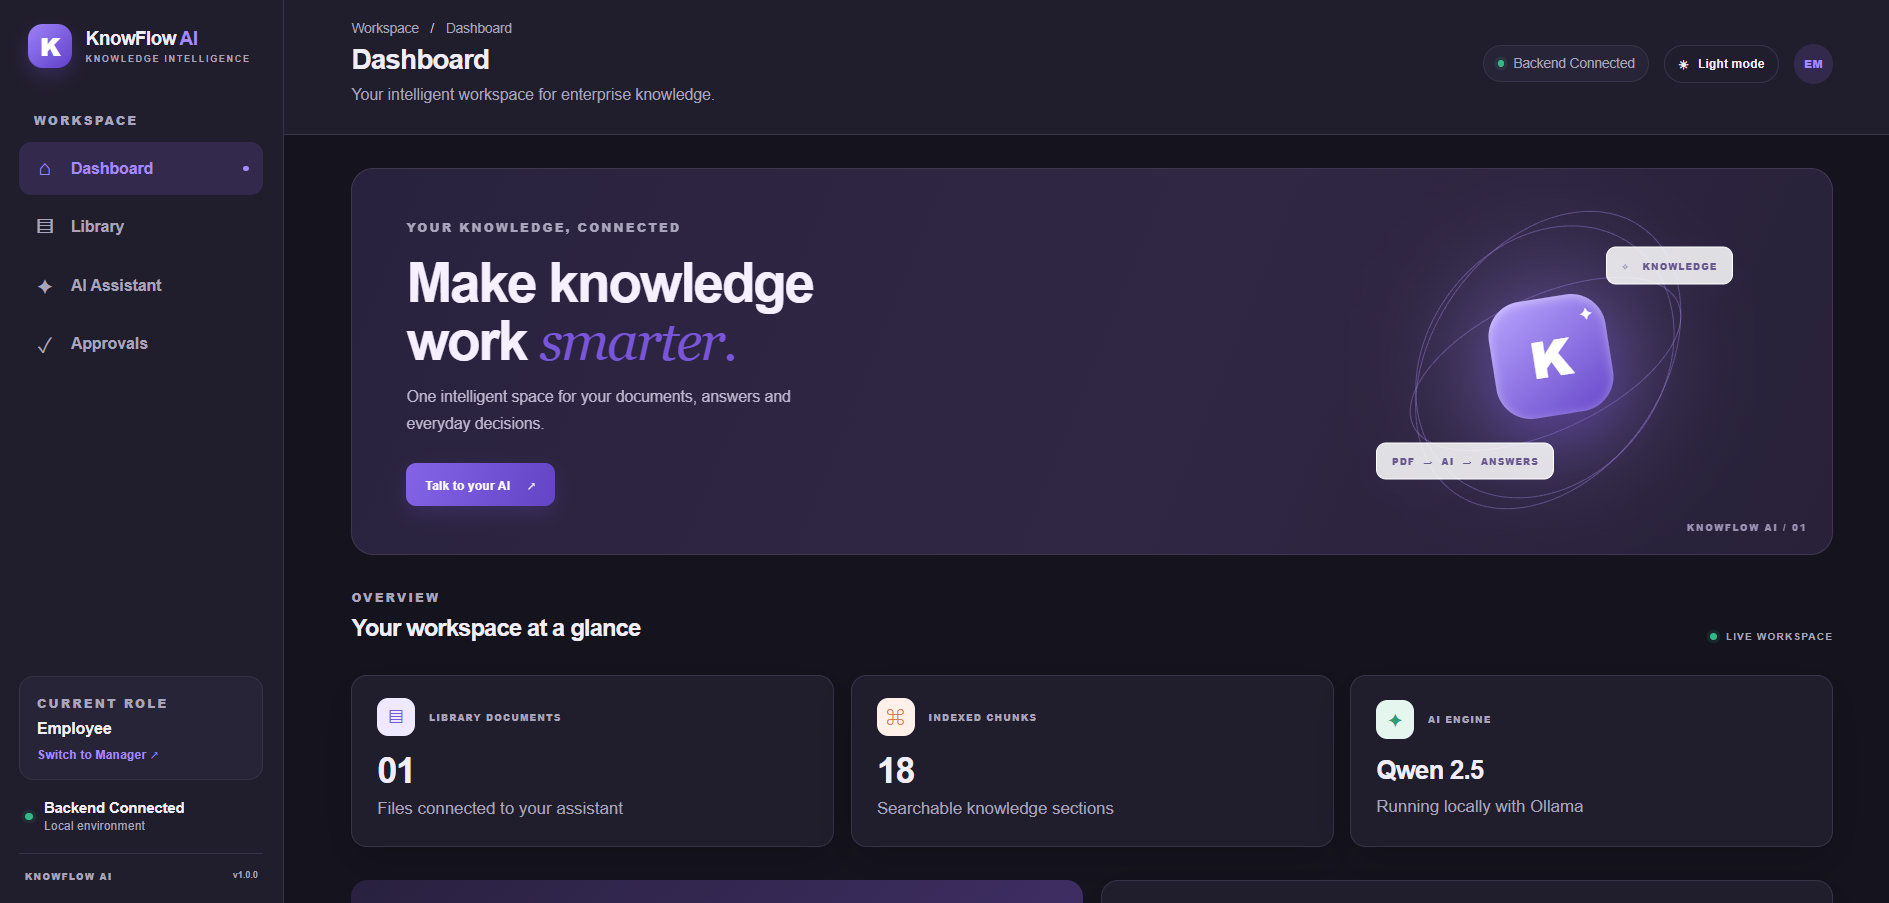 K
KnowFlow AI
KNOWLEDGE INTELLIGENCE
WORKSPACE
Dashboard
Library
AI Assistant
Approvals
CURRENT ROLE
Employee
Switch to Manager ↗
Backend Connected
Local environment
KNOWFLOW AI
v1.0.0
Workspace / Dashboard
Dashboard
Your intelligent workspace for enterprise knowledge.
Backend Connected
Light mode
EM
YOUR KNOWLEDGE, CONNECTED
Make knowledge
work smarter.
One intelligent space for your documents, answers and
everyday decisions.
Talk to your AI ↗
KNOWLEDGE
K
PDF → AI → ANSWERS
KNOWFLOW AI / 01
OVERVIEW
Your workspace at a glance
LIVE WORKSPACE
LIBRARY DOCUMENTS
01
Files connected to your assistant
INDEXED CHUNKS
18
Searchable knowledge sections
AI ENGINE
Qwen 2.5
Running locally with Ollama